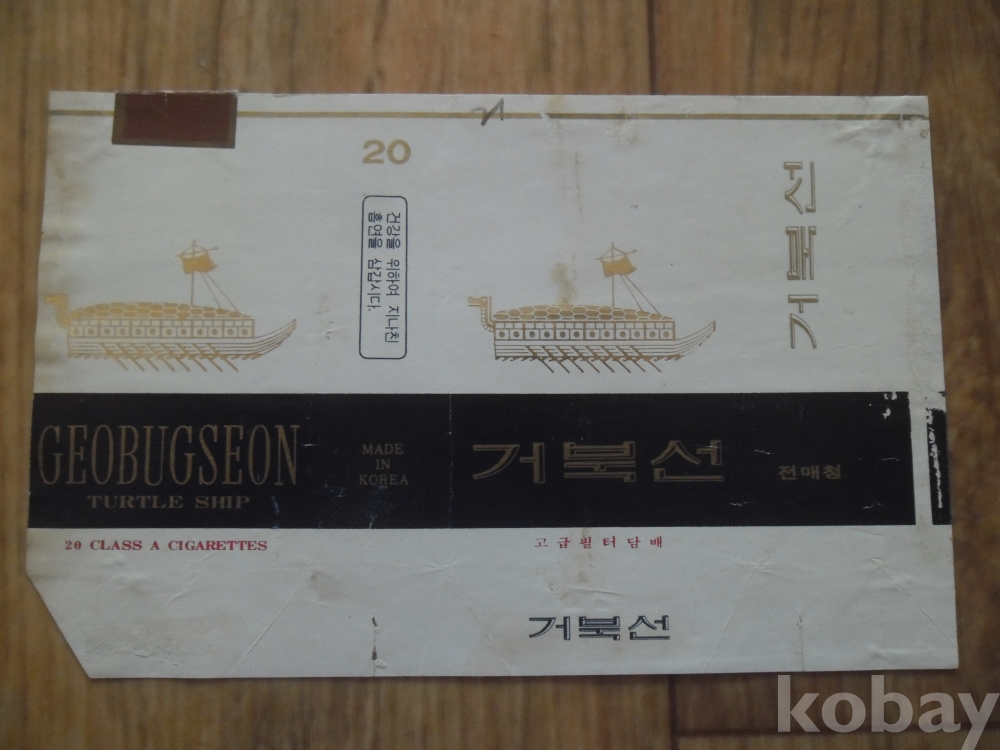 20
건강을 위하여 지나친
흡연을 삼갑시다.
거북선
GEOBUGSEON
TURTLE SHIP
MADE
IN
KOREA
거북선
전매청
20 CLASS A CIGARETTES
고급필터담배
거북선
kobay